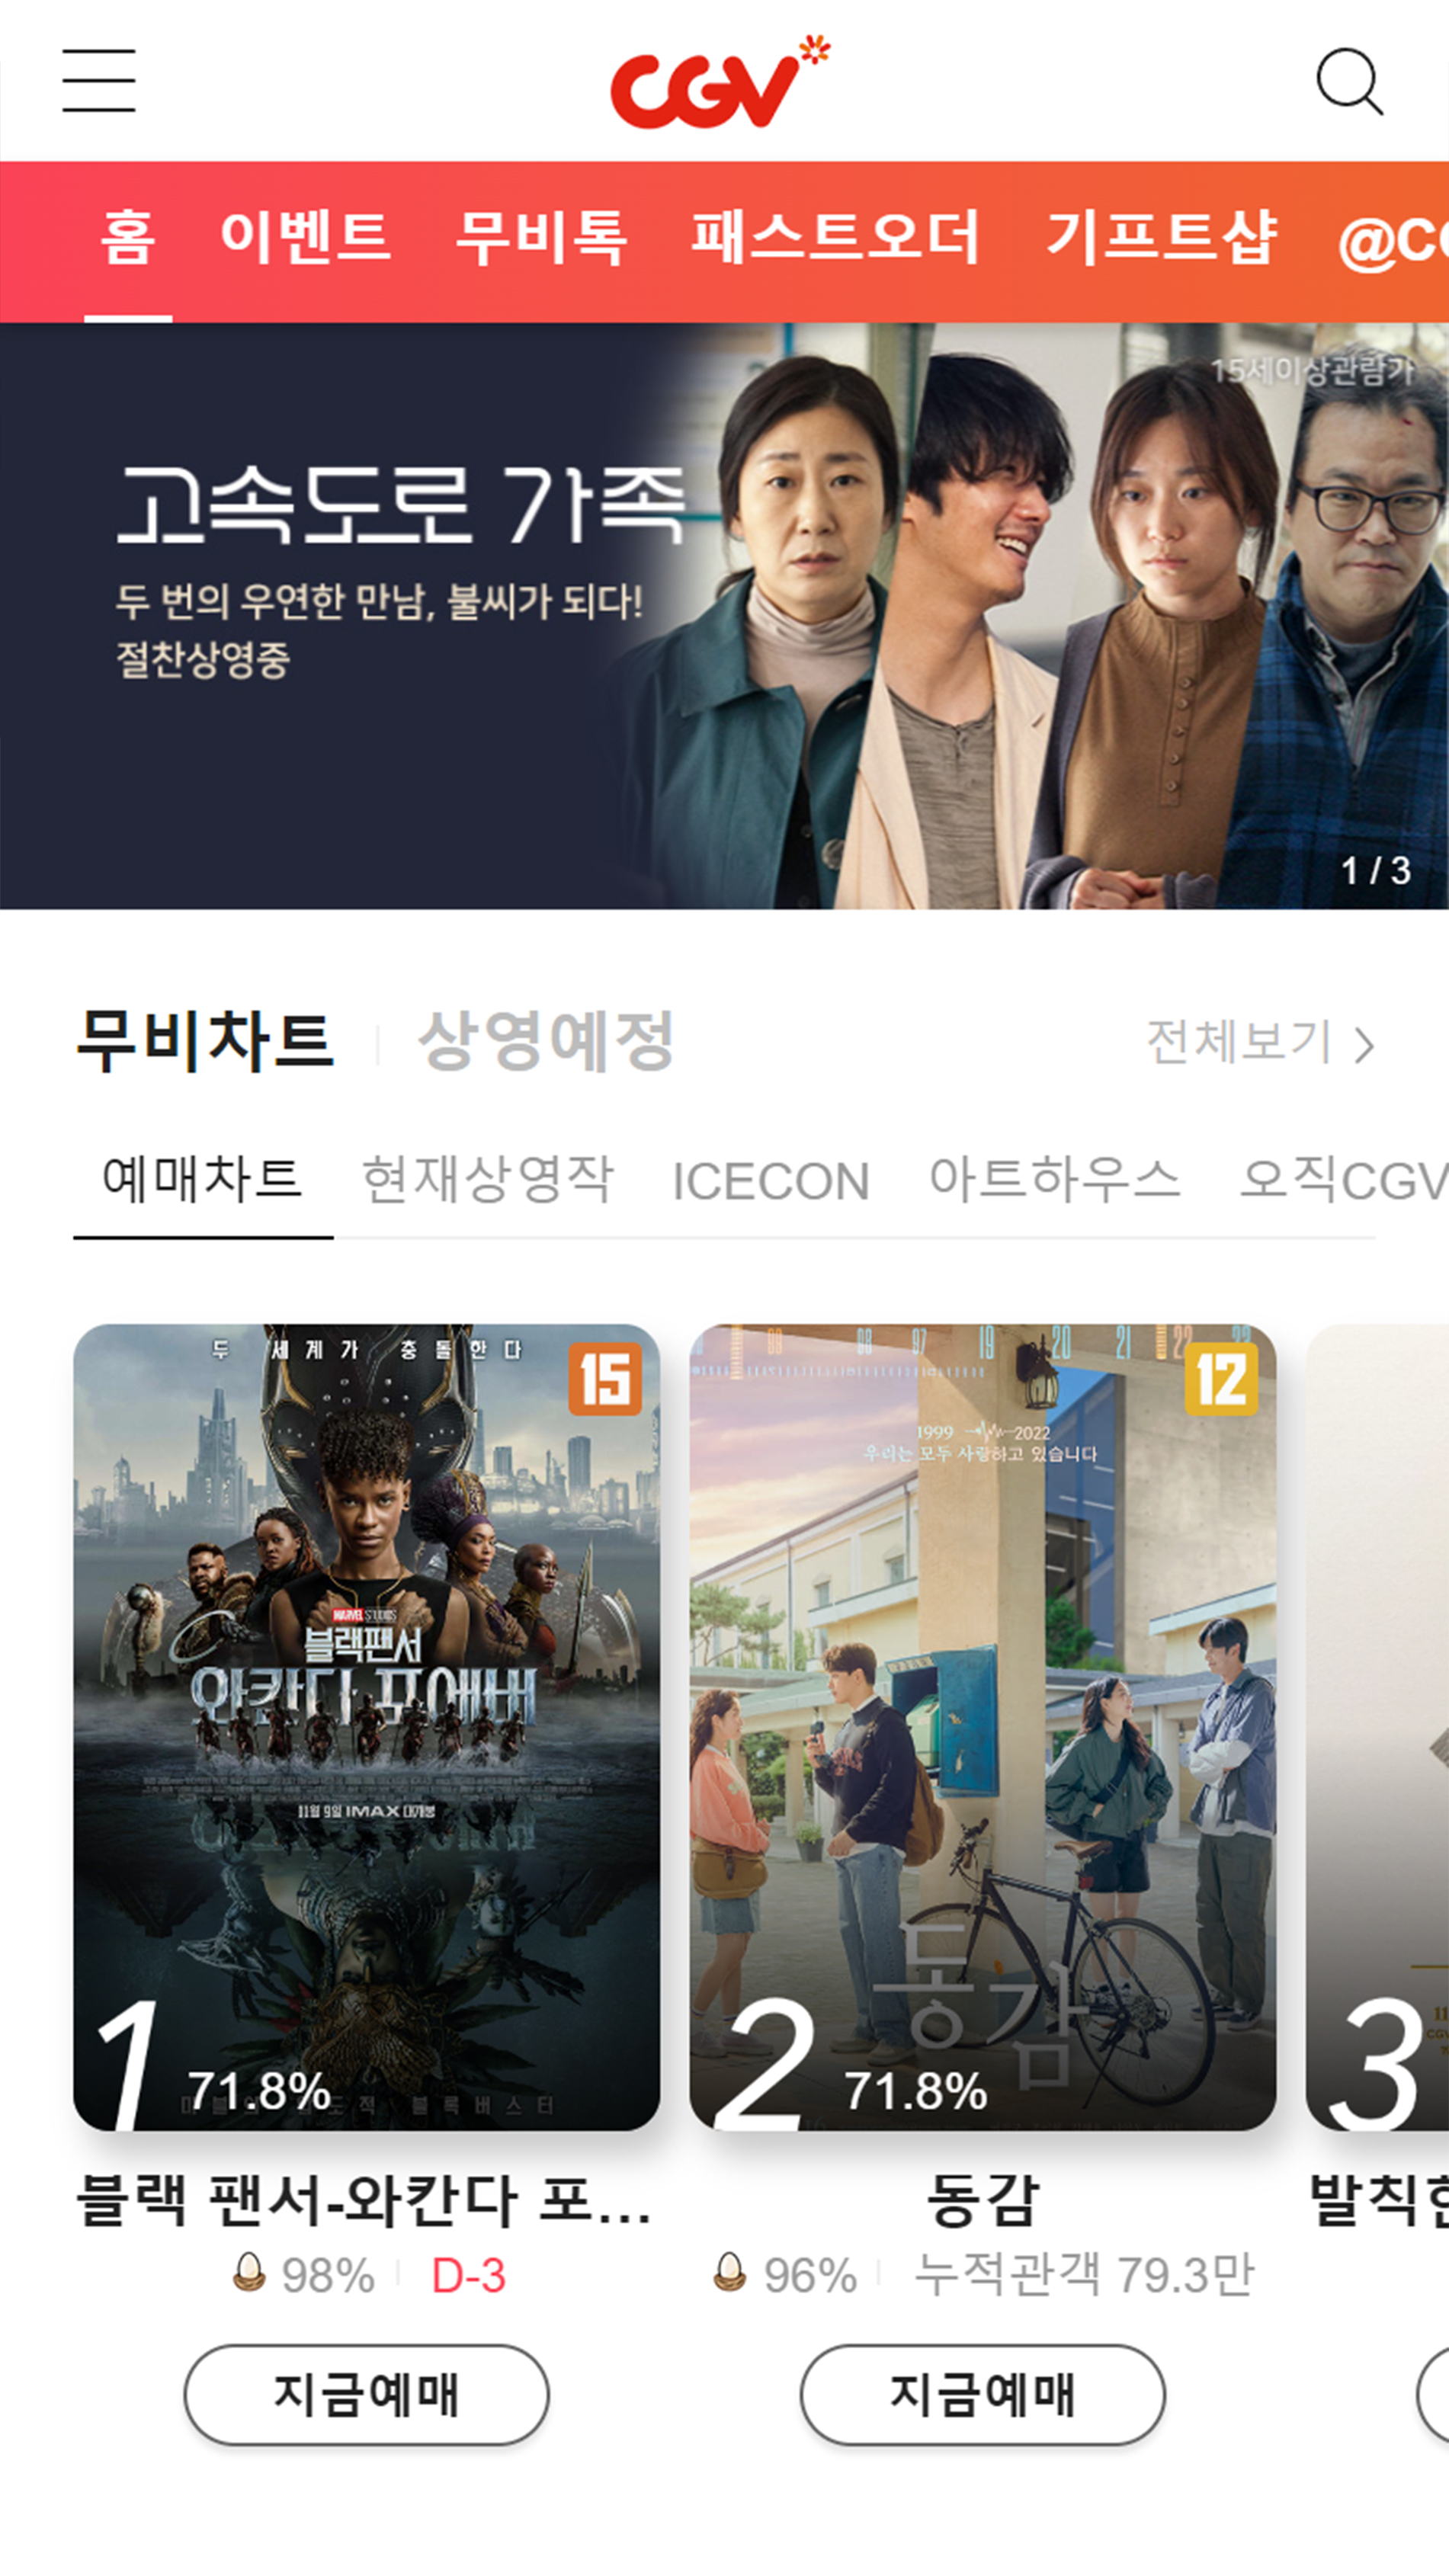 CGV
홈 이벤트 무비톡 패스트오더 기프트샵 @CG
15세이상관람가
고속도로 가족
두 번의 우연한 만남, 불씨가 되다!
절찬상영중
1 / 3
무비차트 상영예정 전체보기
예매차트 현재상영작 ICECON 아트하우스 오직CGV
두 세계가 충돌한다
15
MARVEL STUDIOS
블랙팬서
와칸다 포에버
11월 9일 IMAX 대개봉
1 71.8%
98 97 19 20 21 22
12
1999 2022
우리는 모두 사랑하고 있습니다
동감
2 71.8%
3
블랙 팬서-와칸다 포...
98% D-3
지금예매
동감
96% 누적관객 79.3만
지금예매
발칙한